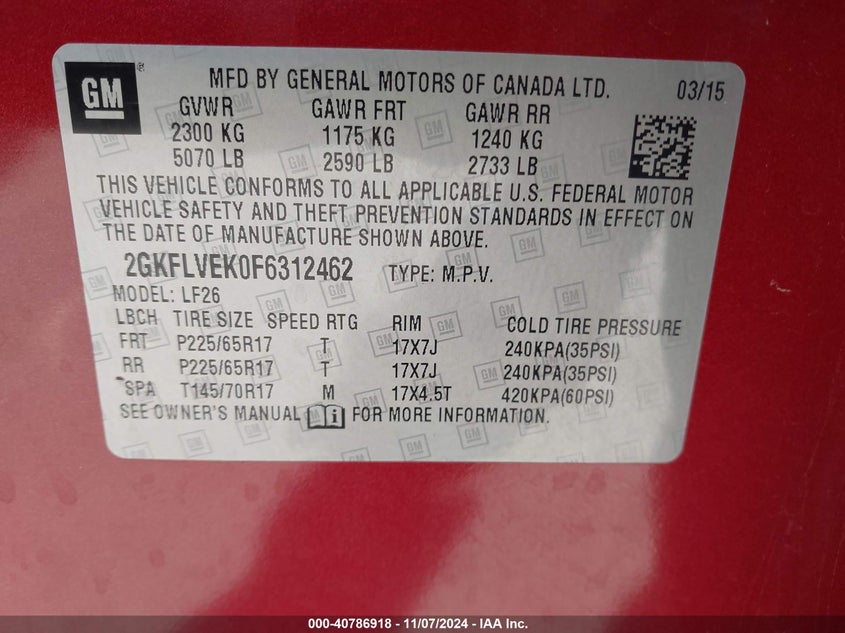 GM
MFD BY GENERAL MOTORS OF CANADA LTD. 03/15
GVWR GAWR FRT GAWR RR
2300 KG 1175 KG 1240 KG
5070 LB 2590 LB 2733 LB
THIS VEHICLE CONFORMS TO ALL APPLICABLE U.S. FEDERAL MOTOR
VEHICLE SAFETY AND THEFT PREVENTION STANDARDS IN EFFECT ON
THE DATE OF MANUFACTURE SHOWN ABOVE.
2GKFLVEK0F6312462 TYPE: M.P.V.
MODEL: LF26
LBCH TIRE SIZE SPEED RTG RIM COLD TIRE PRESSURE
FRT P225/65R17 T 17X7J 240KPA(35PSI)
RR P225/65R17 T 17X7J 240KPA(35PSI)
SPA T145/70R17 M 17X4.5T 420KPA(60PSI)
SEE OWNER'S MANUAL i FOR MORE INFORMATION.
000-40786918 - 11/07/2024 - IAA Inc.